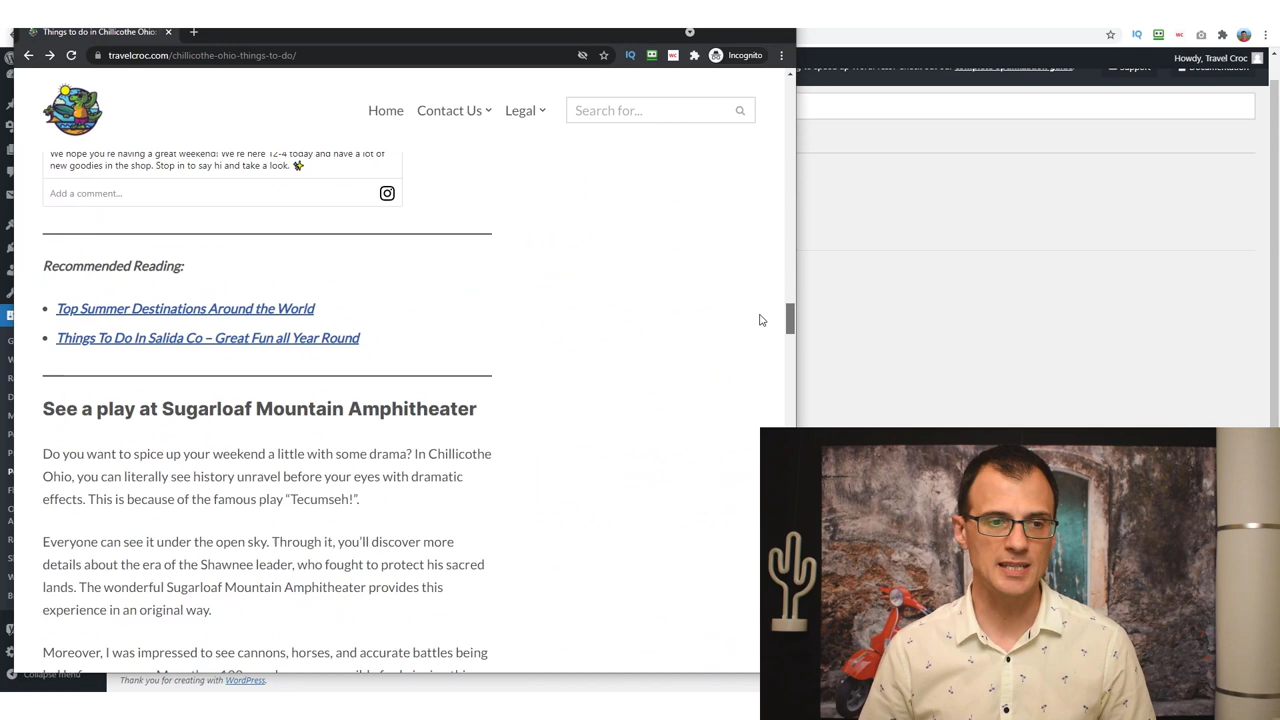 Things to do in Chillicothe Ohio:
travelcroc.com/chillicothe-ohio-things-to-do/
Incognito
Howdy, Travel Croc
Home
Contact Us
Legal
Search for...
We hope you're having a great weekend! We're here 12-4 today and have a lot of
new goodies in the shop. Stop in to say hi and take a look.
Add a comment...
Recommended Reading:
Top Summer Destinations Around the World
Things To Do In Salida Co – Great Fun all Year Round
See a play at Sugarloaf Mountain Amphitheater
Do you want to spice up your weekend a little with some drama? In Chillicothe
Ohio, you can literally see history unravel before your eyes with dramatic
effects. This is because of the famous play “Tecumseh!”.
Everyone can see it under the open sky. Through it, you’ll discover more
details about the era of the Shawnee leader, who fought to protect his sacred
lands. The wonderful Sugarloaf Mountain Amphitheater provides this
experience in an original way.
Moreover, I was impressed to see cannons, horses, and accurate battles being
Collapse menu
Thank you for creating with WordPress.